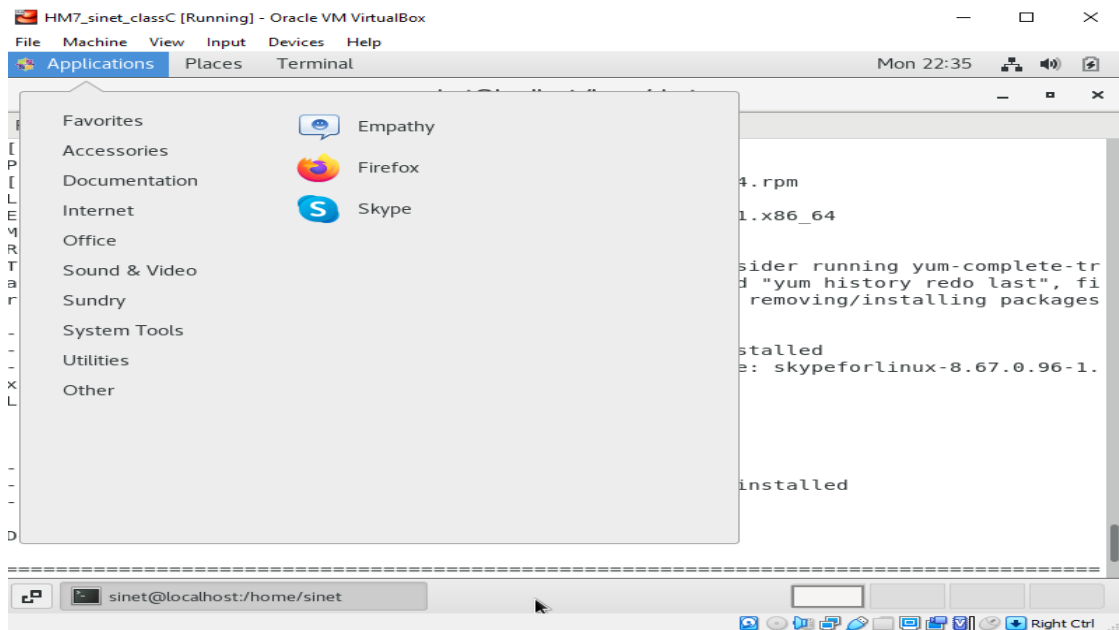 HM7_sinet_classC [Running] - Oracle VM VirtualBox
File Machine View Input Devices Help
Applications Places Terminal Mon 22:35
Favorites
Accessories
Documentation
Internet
Office
Sound & Video
Sundry
System Tools
Utilities
Other
Empathy
Firefox
Skype
4.rpm
1.x86_64
sider running yum-complete-tr
d "yum history redo last", fi
removing/installing packages
stalled
e: skypeforlinux-8.67.0.96-1.
installed
================================
sinet@localhost:/home/sinet
Right Ctrl